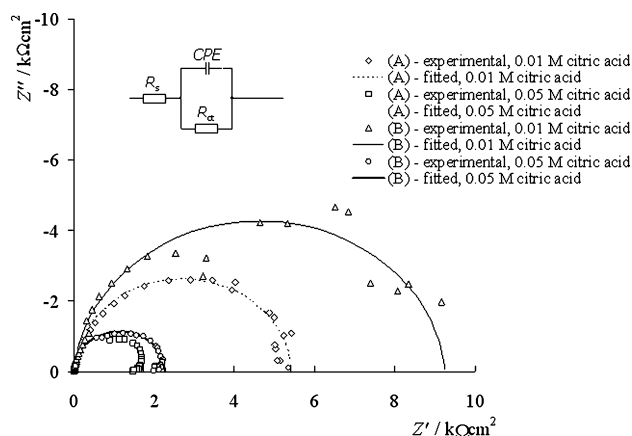 -10
-8
-6
-4
-2
0
Z'' / kΩcm²
CPE
Rs
Rct
(A) - experimental, 0.01 M citric acid
(A) - fitted, 0.01 M citric acid
(A) - experimental, 0.05 M citric acid
(A) - fitted, 0.05 M citric acid
(B) - experimental, 0.01 M citric acid
(B) - fitted, 0.01 M citric acid
(B) - experimental, 0.05 M citric acid
(B) - fitted, 0.05 M citric acid
0 2 4 6 8 10
Z' / kΩcm²